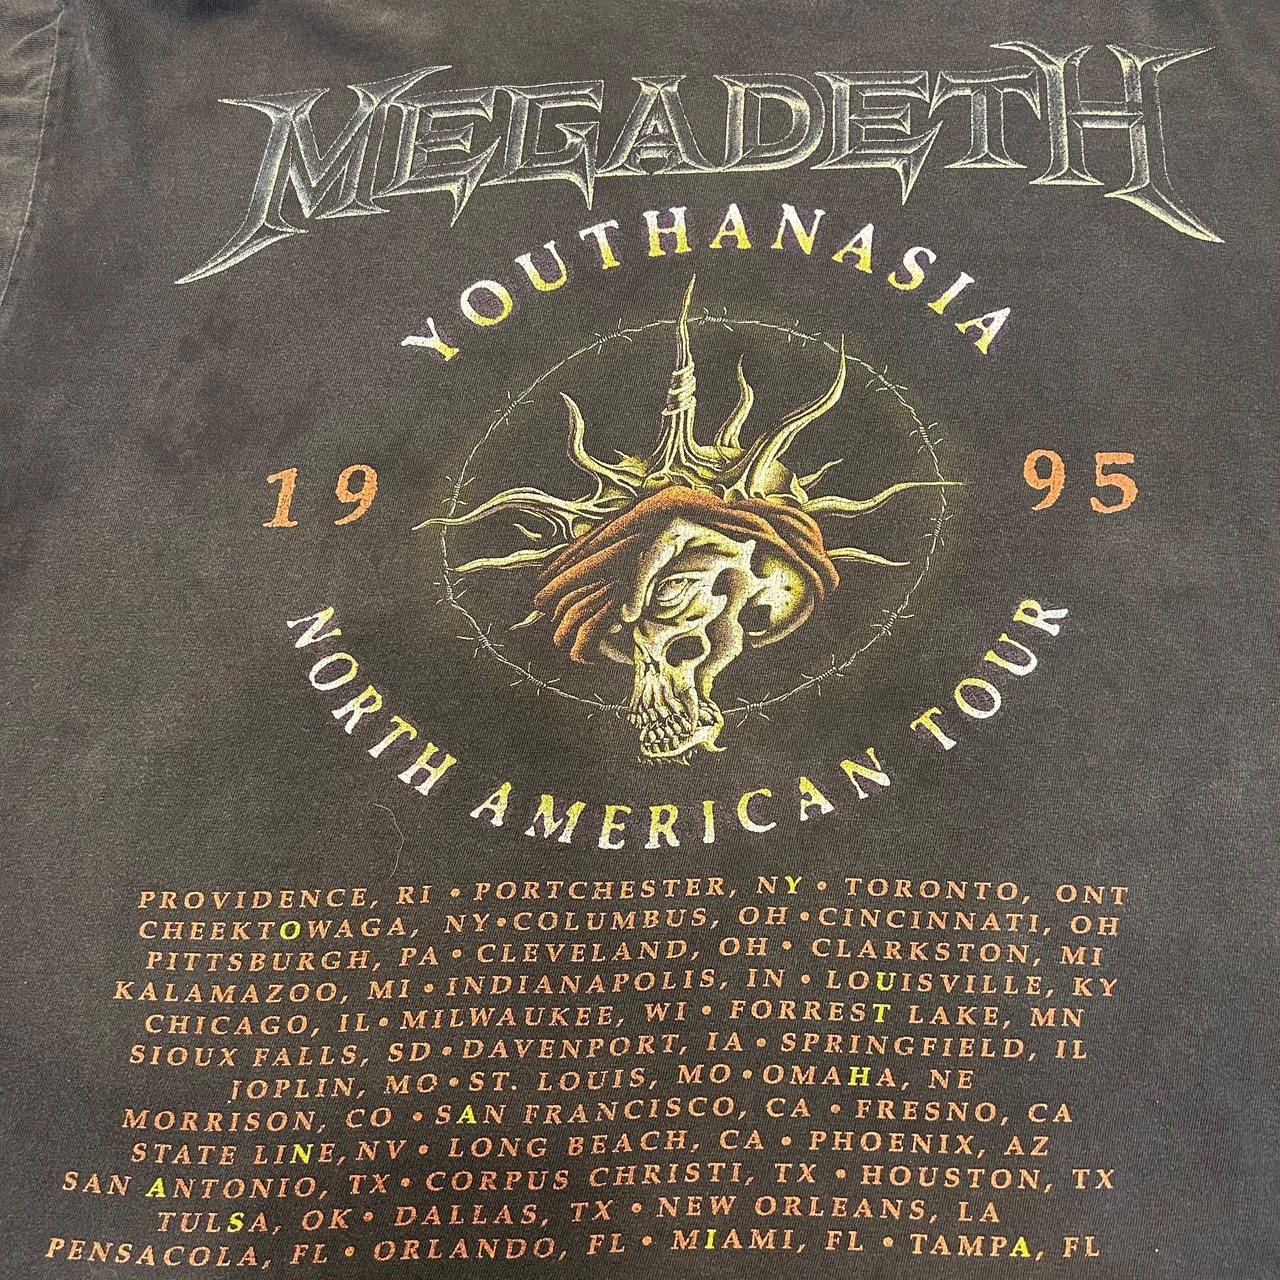 MEGADETH
YOUTHANASIA
19 95
NORTH AMERICAN TOUR
PROVIDENCE, RI • PORTCHESTER, NY • TORONTO, ONT
CHEEKTOWAGA, NY • COLUMBUS, OH • CINCINNATI, OH
PITTSBURGH, PA • CLEVELAND, OH • CLARKSTON, MI
KALAMAZOO, MI • INDIANAPOLIS, IN • LOUISVILLE, KY
CHICAGO, IL • MILWAUKEE, WI • FORREST LAKE, MN
SIOUX FALLS, SD • DAVENPORT, IA • SPRINGFIELD, IL
JOPLIN, MO • ST. LOUIS, MO • OMAHA, NE
MORRISON, CO • SAN FRANCISCO, CA • FRESNO, CA
STATE LINE, NV • LONG BEACH, CA • PHOENIX, AZ
SAN ANTONIO, TX • CORPUS CHRISTI, TX • HOUSTON, TX
TULSA, OK • DALLAS, TX • NEW ORLEANS, LA
PENSACOLA, FL • ORLANDO, FL • MIAMI, FL • TAMPA, FL